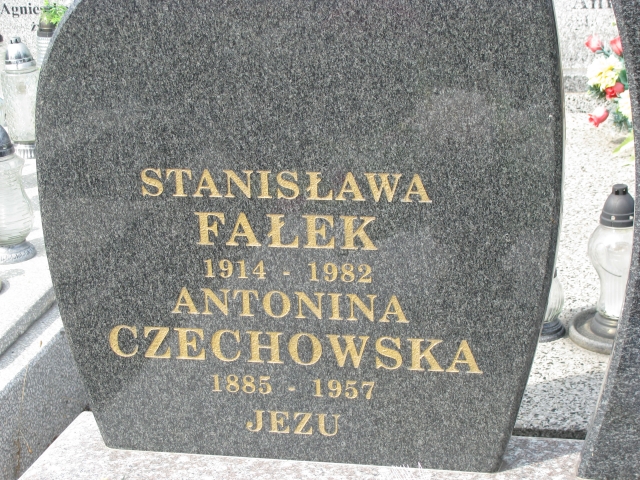 STANISŁAWA
FAŁEK
1914 - 1982
ANTONINA
CZECHOWSKA
1885 - 1957
JEZU